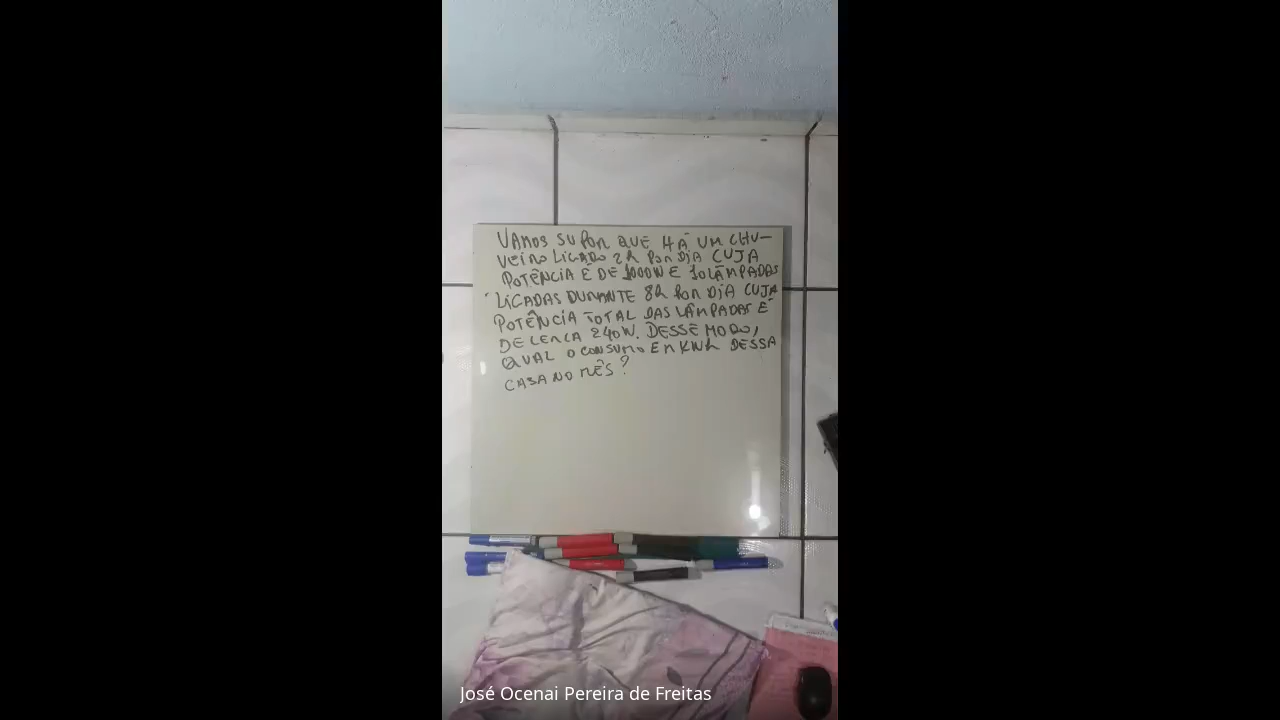 VAMOS SUPOR QUE HÁ UM CHU-
VEIRO LIGADO 2h POR DIA CUJA
POTÊNCIA É DE 1000W E 10 LÂMPADAS
LIGADAS DURANTE 8h POR DIA CUJA
POTÊNCIA TOTAL DAS LÂMPADAS É
DE CERCA 240W. DESSE MODO,
QUAL O CONSUMO EM KWh DESSA
CASA NO MÊS?
José Ocenai Pereira de Freitas